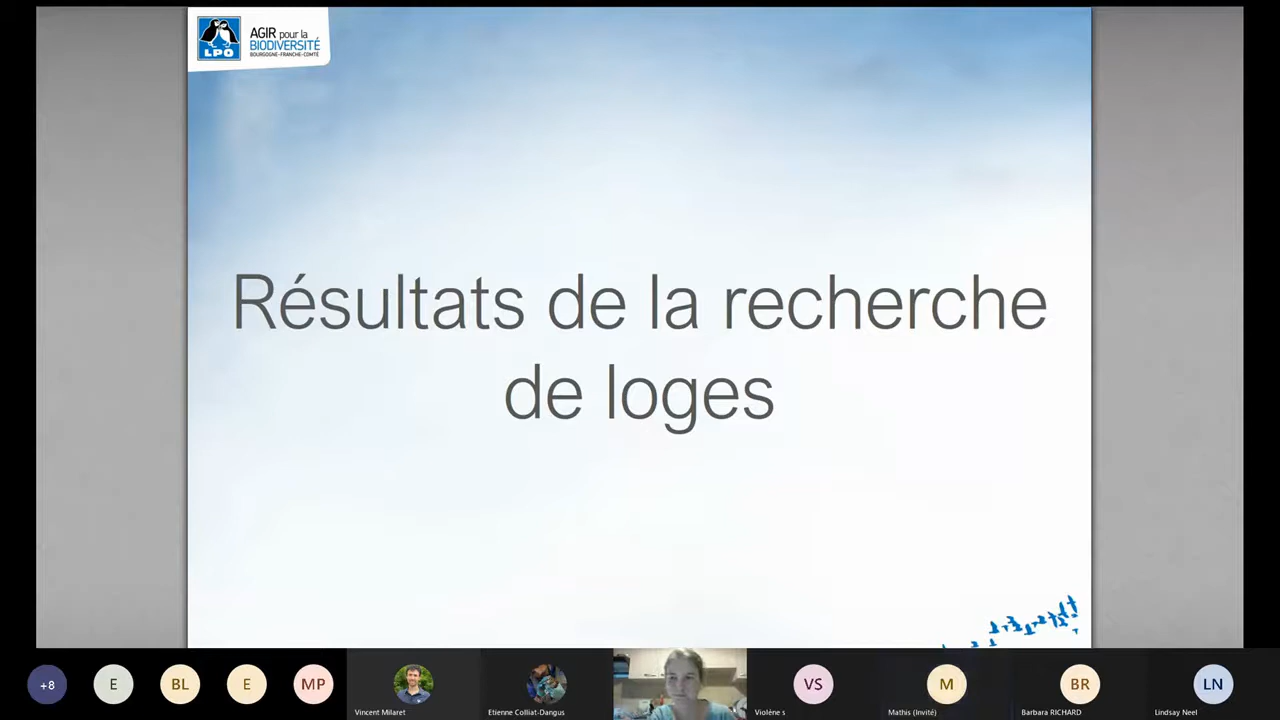 LPO
AGIR pour la
BIODIVERSITÉ
BOURGOGNE-FRANCHE-COMTÉ
Résultats de la recherche
de loges
+8
E
BL
E
MP
Vincent Milaret
Etienne Colliat-Dangus
VS
Violéne s
M
Mathis (Invité)
BR
Barbara RICHARD
LN
Lindsay Neel